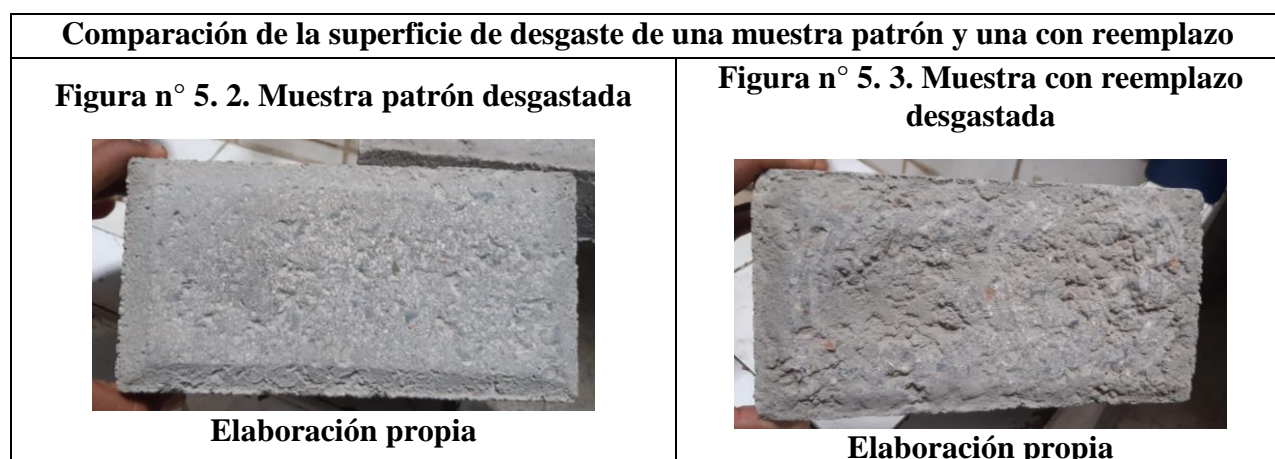 Comparación de la superficie de desgaste de una muestra patrón y una con reemplazo
Figura n° 5. 2. Muestra patrón desgastada
Elaboración propia
Figura n° 5. 3. Muestra con reemplazo
desgastada
Elaboración propia